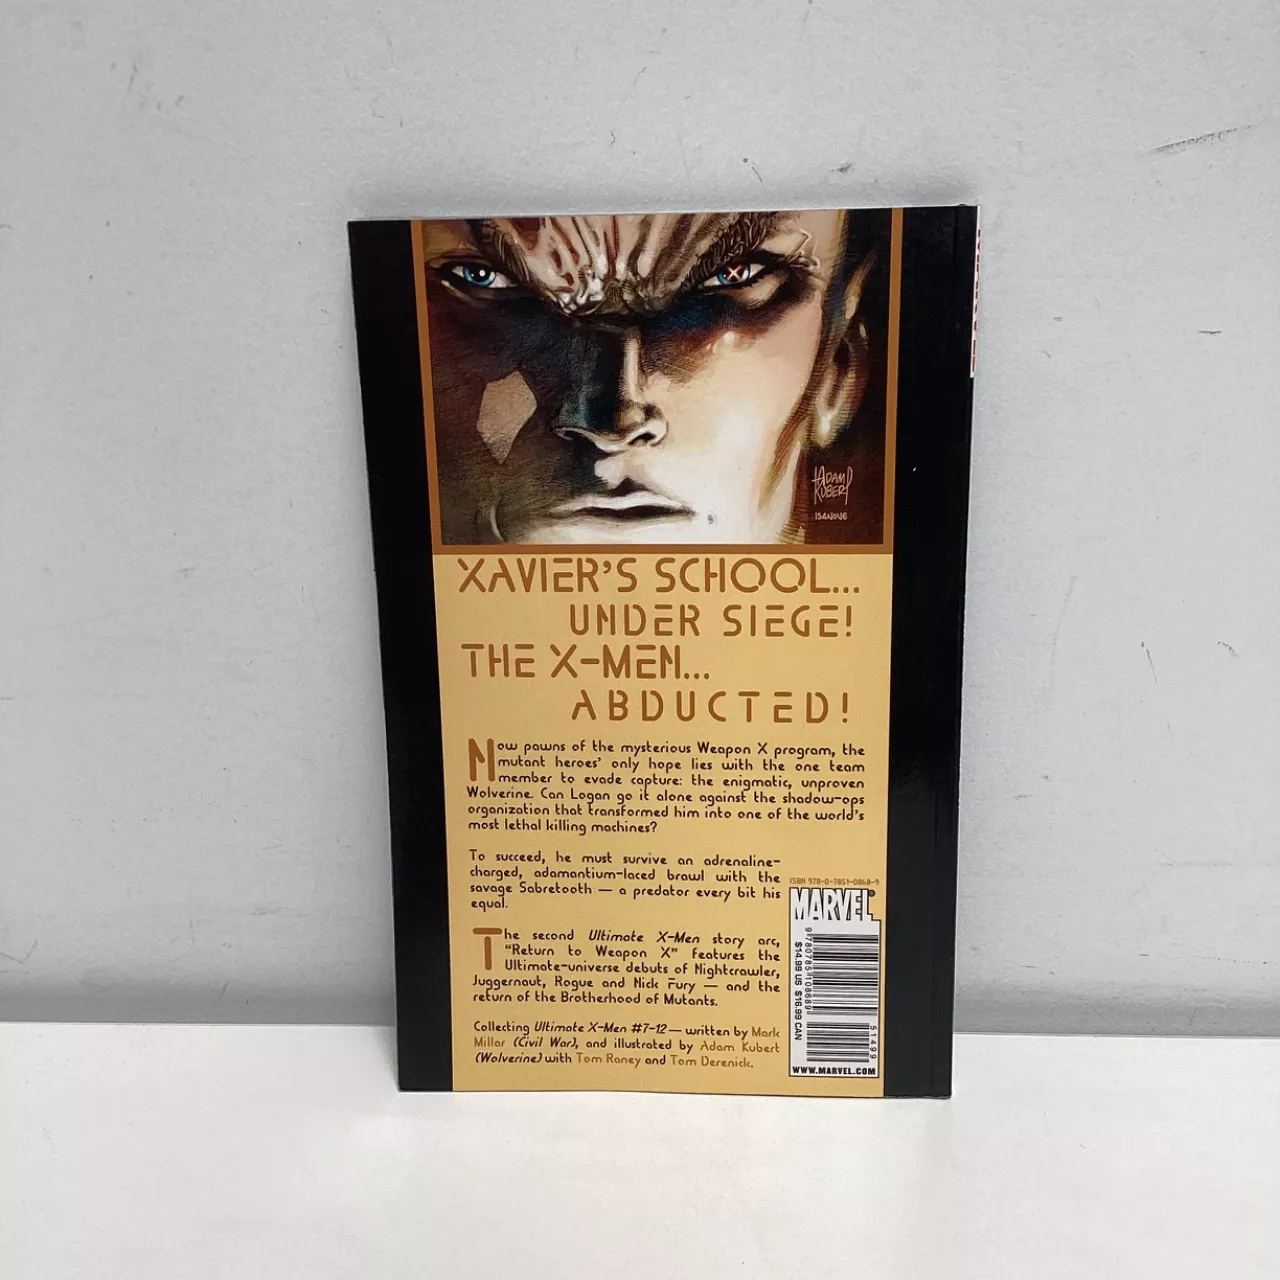 ADAM
KUBERT
ISANOVE
XAVIER'S SCHOOL...
UNDER SIEGE!
THE X-MEN...
ABDUCTED!
Now pawns of the mysterious Weapon X program, the
mutant heroes' only hope lies with the one team
member to evade capture: the enigmatic, unproven
Wolverine. Can Logan go it alone against the shadow-ops
organization that transformed him into one of the world's
most lethal killing machines?
To succeed, he must survive an adrenaline-
charged, adamantium-laced brawl with the
savage Sabretooth — a predator every bit his
equal.
The second Ultimate X-Men story arc,
"Return to Weapon X" features the
Ultimate-universe debuts of Nightcrawler,
Juggernaut, Rogue and Nick Fury — and the
return of the Brotherhood of Mutants.
Collecting Ultimate X-Men #7-12 — written by Mark
Millar (Civil War), and illustrated by Adam Kubert
(Wolverine) with Tom Raney and Tom Derenick.
ISBN 978-0-7851-0868-9
MARVEL®
9780785108689
51499
$14.99 US $16.99 CAN
WWW.MARVEL.COM